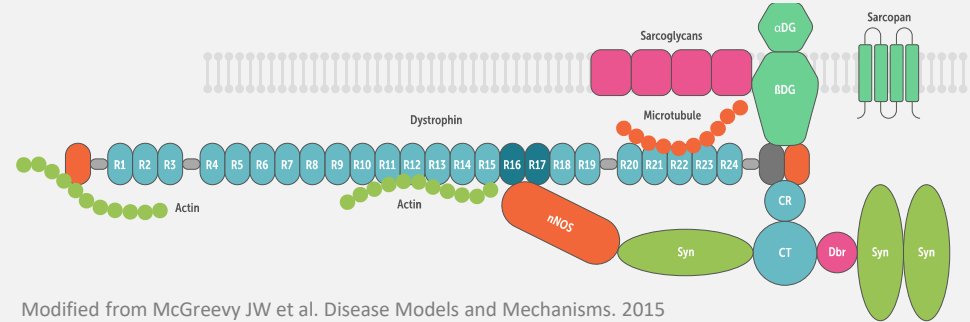 αDG
Sarcopan
Sarcoglycans
ßDG
Microtubule
Dystrophin
R1 R2 R3 R4 R5 R6 R7 R8 R9 R10 R11 R12 R13 R14 R15 R16 R17 R18 R19 R20 R21 R22 R23 R24
Actin
Actin
CR
nNOS
Syn
CT
Dbr
Syn
Syn
Modified from McGreevy JW et al. Disease Models and Mechanisms. 2015